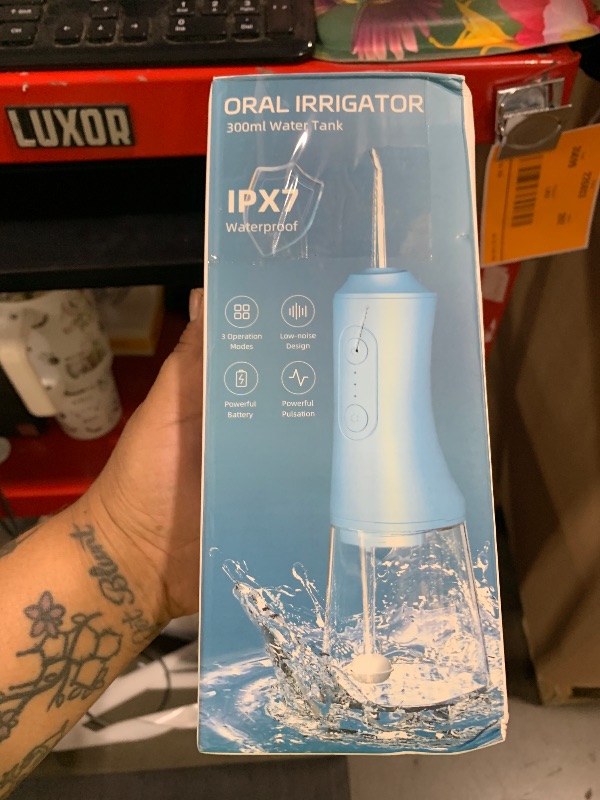 LUXOR
ORAL IRRIGATOR
300ml Water Tank
IPX7
Waterproof
3 Operation
Modes
Low-noise
Design
Powerful
Battery
Powerful
Pulsation